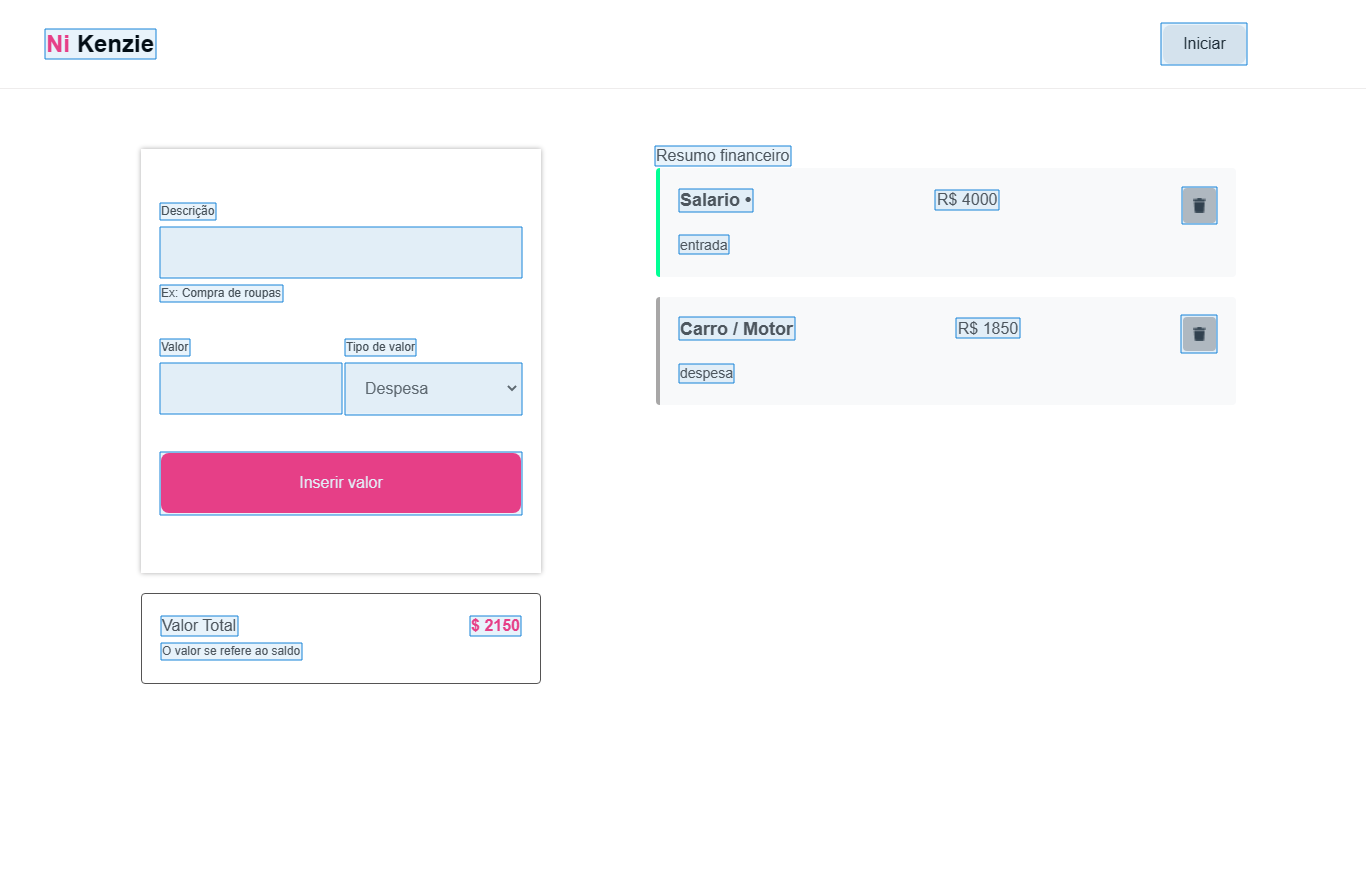 Ni Kenzie
Iniciar
Descrição
Ex: Compra de roupas
Valor
Tipo de valor
Despesa
Inserir valor
Valor Total
$ 2150
O valor se refere ao saldo
Resumo financeiro
Salario •
R$ 4000
entrada
Carro / Motor
R$ 1850
despesa